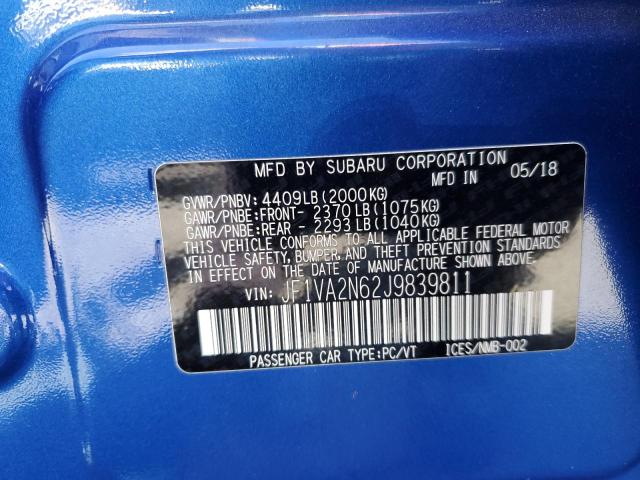 MFD BY SUBARU CORPORATION
MFD IN 05/18
GVWR/PNBV: 4409LB(2000KG)
GAWR/PNBE:FRONT- 2370LB(1075KG)
GAWR/PNBE:REAR - 2293LB(1040KG)
THIS VEHICLE CONFORMS TO ALL APPLICABLE FEDERAL MOTOR
VEHICLE SAFETY, BUMPER, AND THEFT PREVENTION STANDARDS
IN EFFECT ON THE DATE OF MANUFACTURE SHOWN ABOVE.
VIN: JF1VA2N62J9839811
PASSENGER CAR TYPE:PC/VT ICES/NMB-002